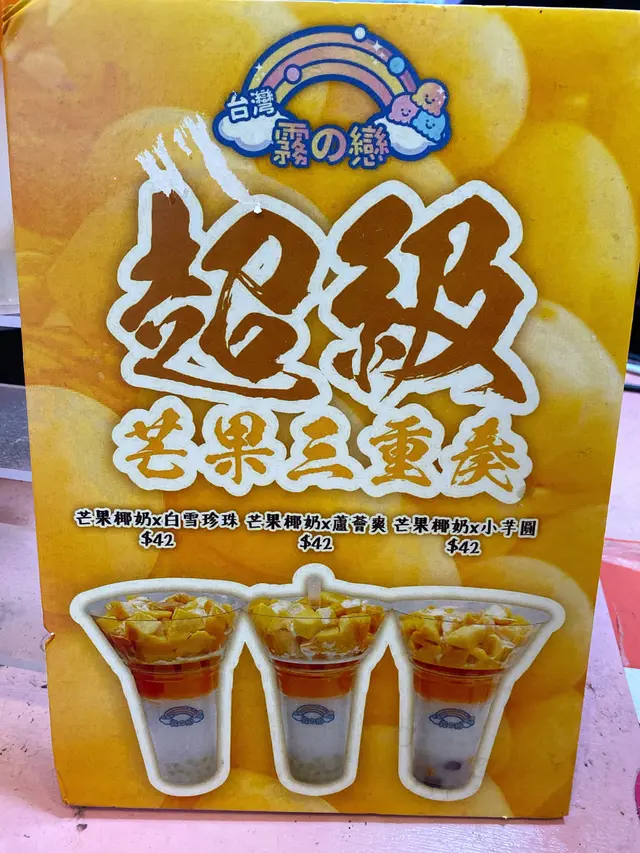 台灣
霧の戀
超級
芒果三重奏
芒果椰奶x白雪珍珠 芒果椰奶x蘆薈爽 芒果椰奶x小芋圓
$42 $42 $42